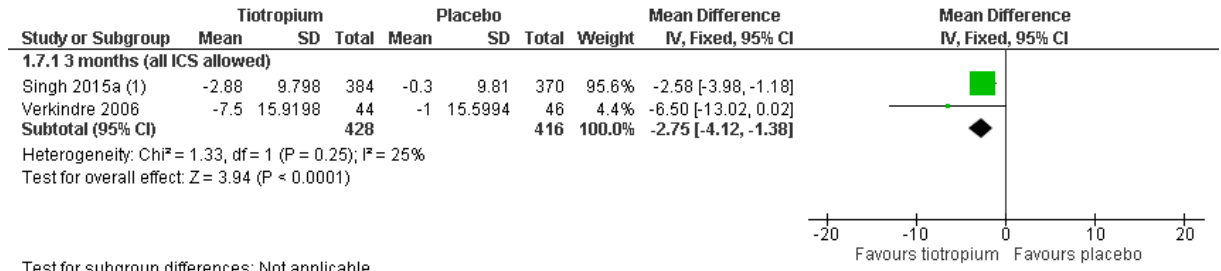 Tiotropium Placebo Mean Difference Mean Difference
Study or Subgroup Mean SD Total Mean SD Total Weight IV, Fixed, 95% CI IV, Fixed, 95% CI
1.7.1 3 months (all ICS allowed)
Singh 2015a (1) -2.88 9.798 384 -0.3 9.81 370 95.6% -2.58 [-3.98, -1.18]
Verkindre 2006 -7.5 15.9198 44 -1 15.5994 46 4.4% -6.50 [-13.02, 0.02]
Subtotal (95% CI) 428 416 100.0% -2.75 [-4.12, -1.38]
Heterogeneity: Chi² = 1.33, df = 1 (P = 0.25); I² = 25%
Test for overall effect: Z = 3.94 (P < 0.0001)
-20 -10 0 10 20
Favours tiotropium Favours placebo
Test for subgroup differences: Not applicable